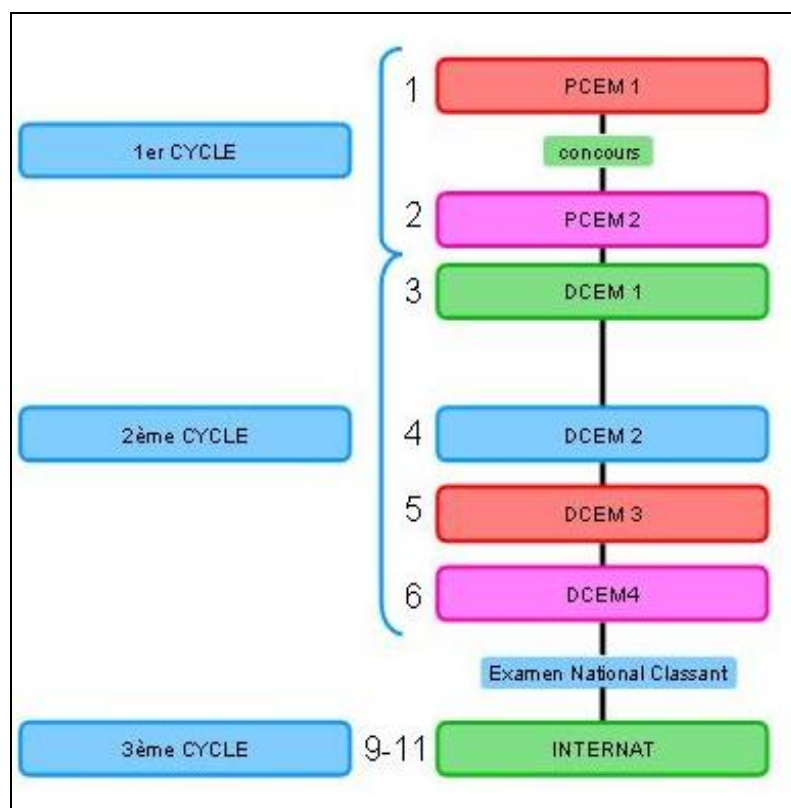 1 PCEM 1
1er CYCLE
concours
2 PCEM 2
3 DCEM 1
2ème CYCLE
4 DCEM 2
5 DCEM 3
6 DCEM4
Examen National Classant
3ème CYCLE
9-11 INTERNAT